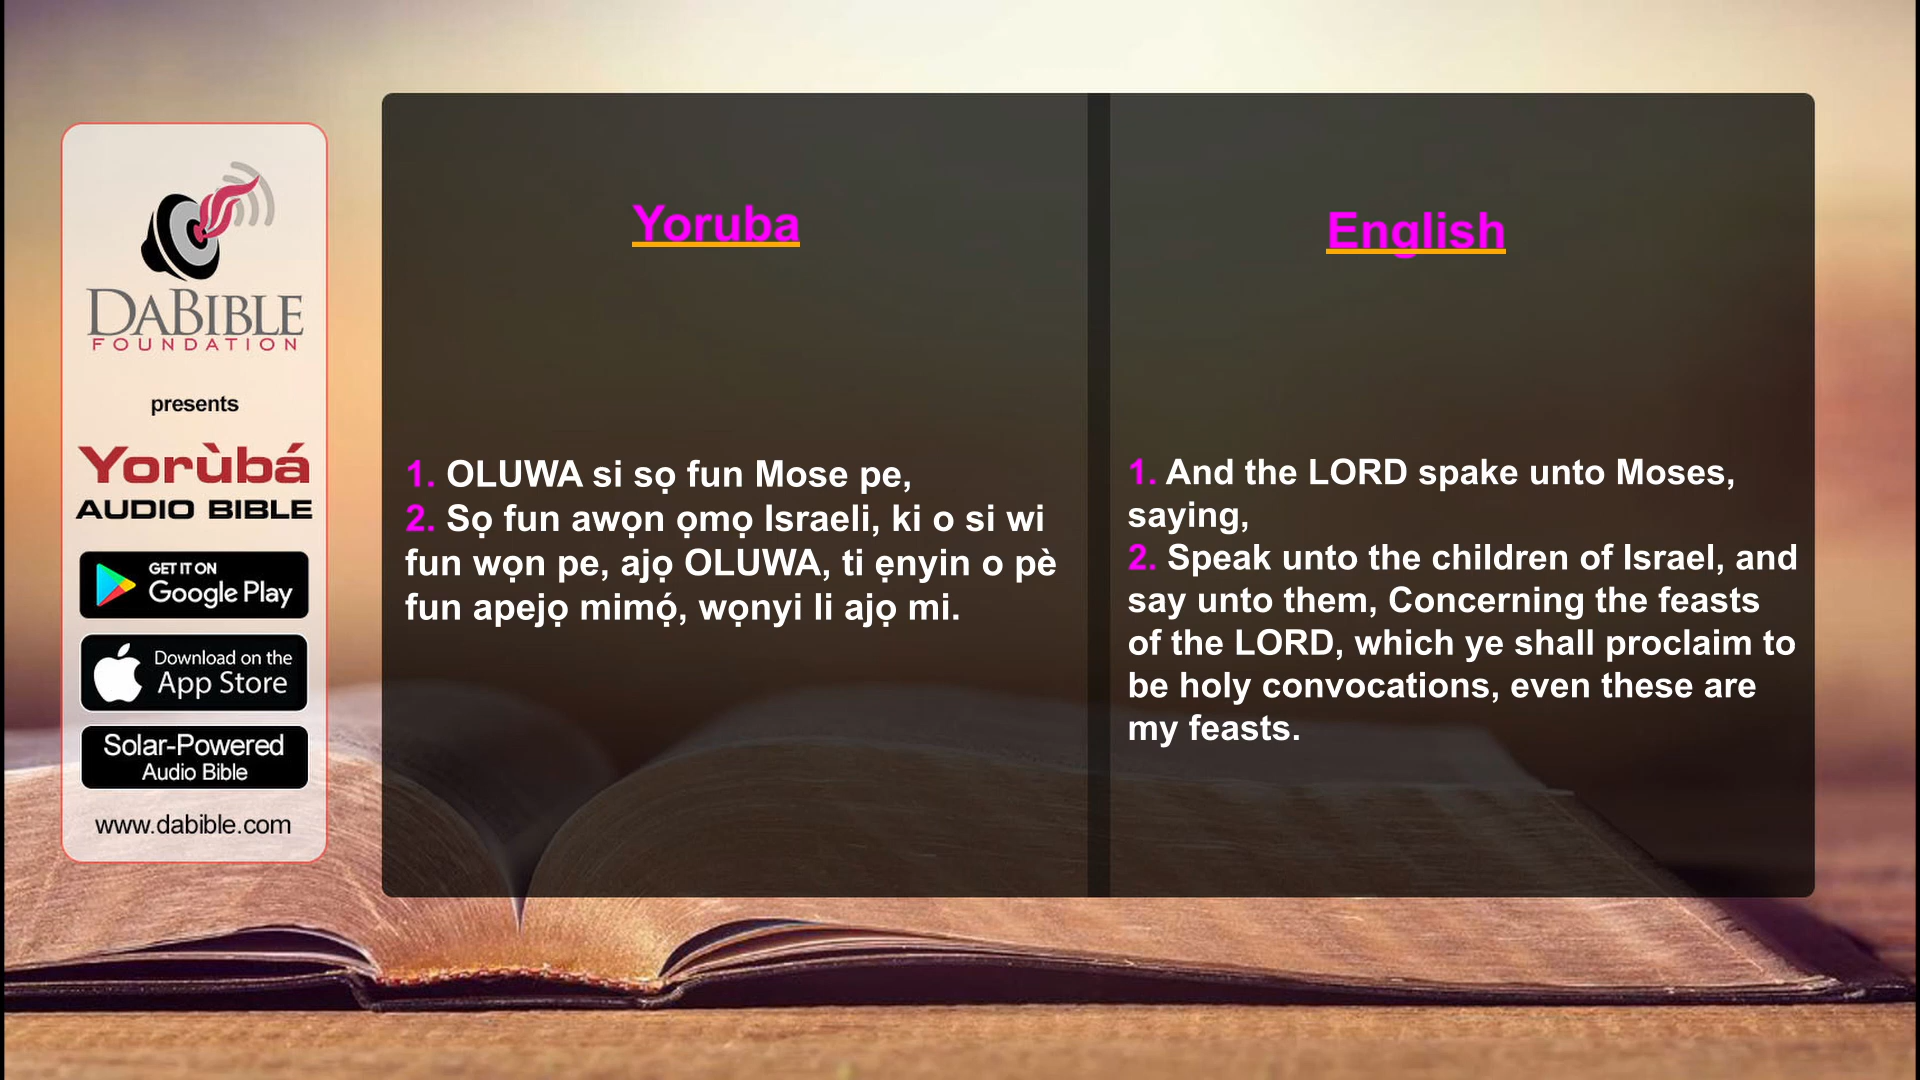 DABIBLE
FOUNDATION
presents
Yorùbá
AUDIO BIBLE
GET IT ON
Google Play
Download on the
App Store
Solar-Powered
Audio Bible
www.dabible.com
Yoruba
1. OLUWA si sọ fun Mose pe,
2. Sọ fun awọn ọmọ Israeli, ki o si wi
fun wọn pe, ajọ OLUWA, ti ẹnyin o pè
fun apejọ mimọ́, wọnyi li ajọ mi.
English
1. And the LORD spake unto Moses,
saying,
2. Speak unto the children of Israel, and
say unto them, Concerning the feasts
of the LORD, which ye shall proclaim to
be holy convocations, even these are
my feasts.